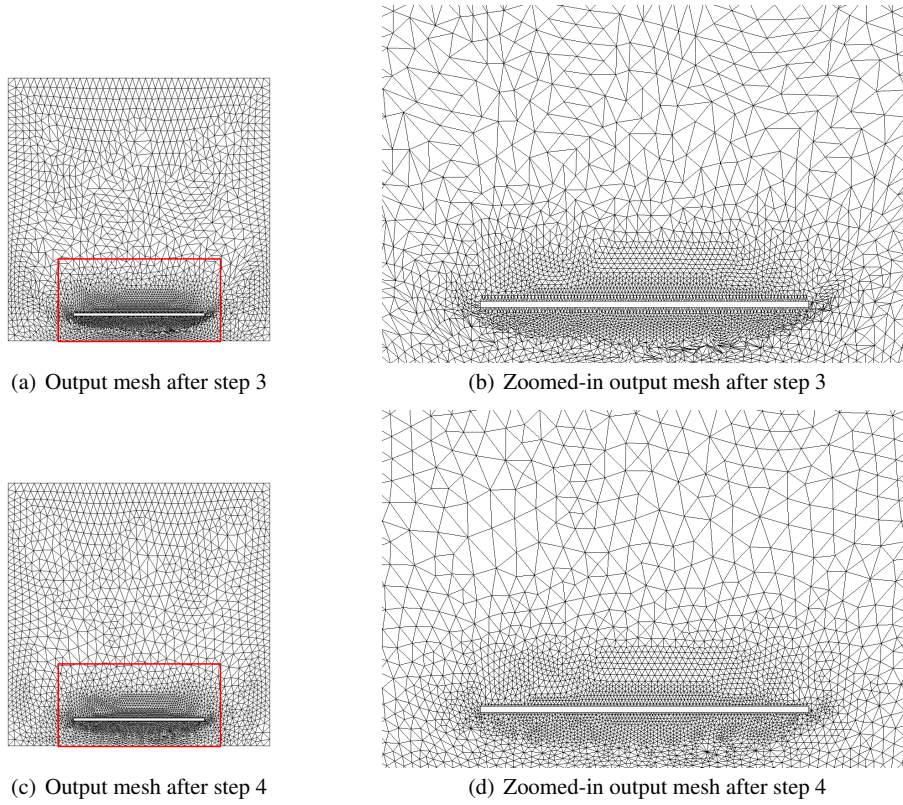 (a) Output mesh after step 3
(b) Zoomed-in output mesh after step 3
(c) Output mesh after step 4
(d) Zoomed-in output mesh after step 4